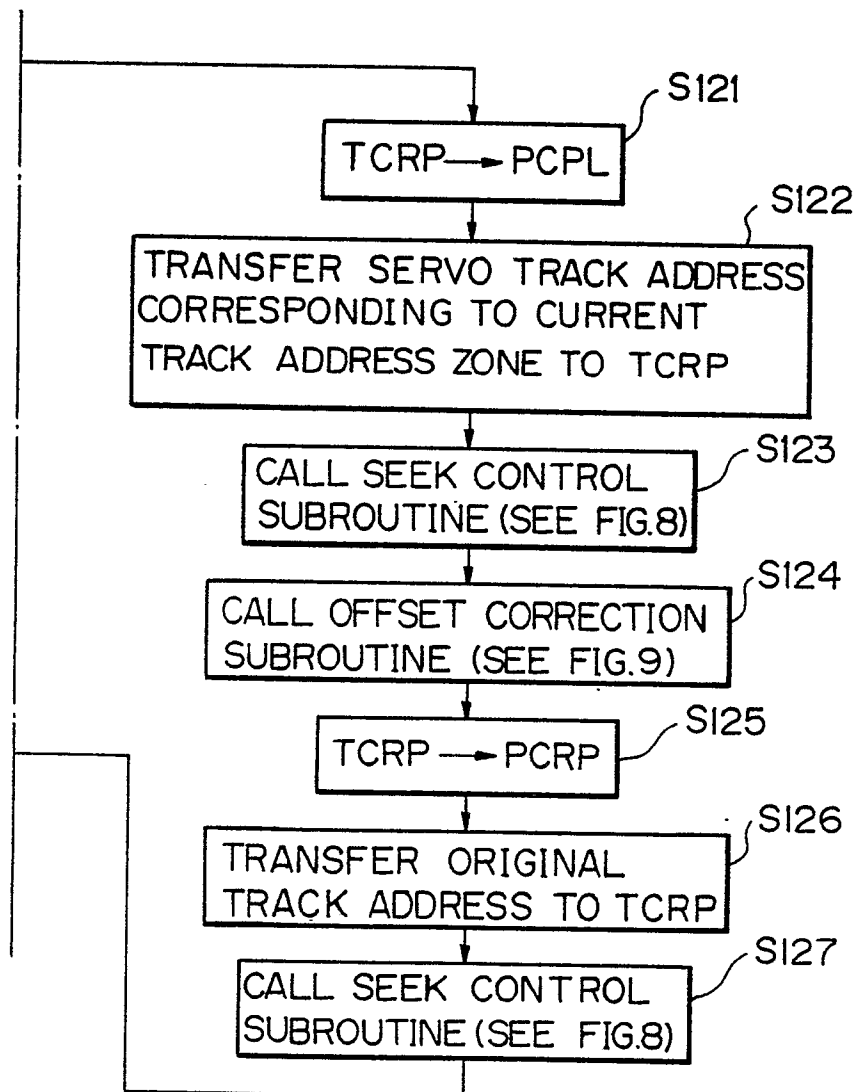 S121
TCRP → PCPL
S122
TRANSFER SERVO TRACK ADDRESS
CORRESPONDING TO CURRENT
TRACK ADDRESS ZONE TO TCRP
S123
CALL SEEK CONTROL
SUBROUTINE (SEE FIG.8)
S124
CALL OFFSET CORRECTION
SUBROUTINE (SEE FIG.9)
S125
TCRP → PCRP
S126
TRANSFER ORIGINAL
TRACK ADDRESS TO TCRP
S127
CALL SEEK CONTROL
SUBROUTINE (SEE FIG.8)